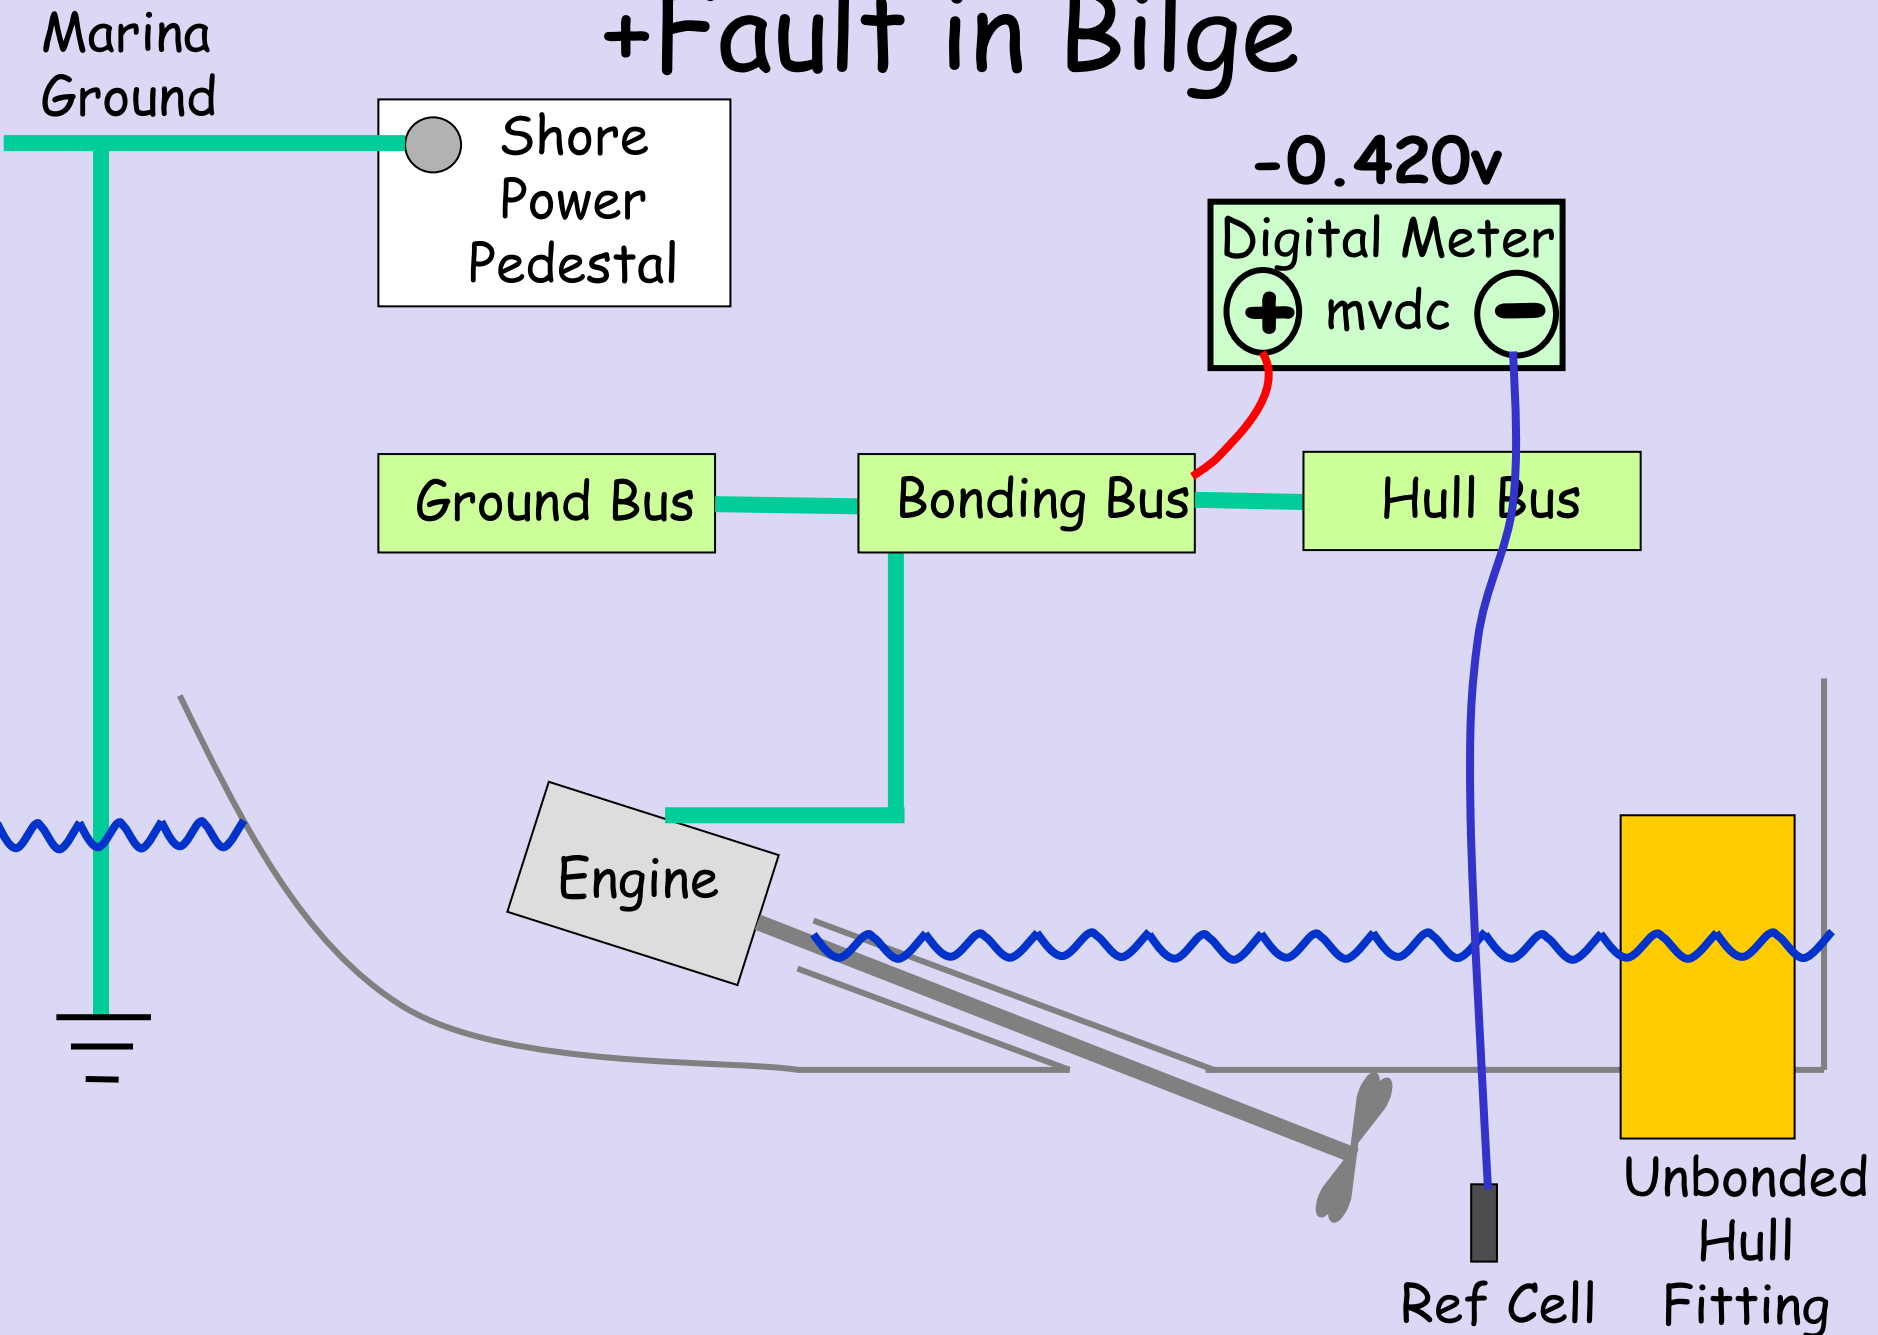 +Fault in Bilge
Marina
Ground
Shore
Power
Pedestal
-0.420v
Digital Meter
+ mvdc -
Ground Bus
Bonding Bus
Hull Bus
Engine
Unbonded
Hull
Fitting
Ref Cell